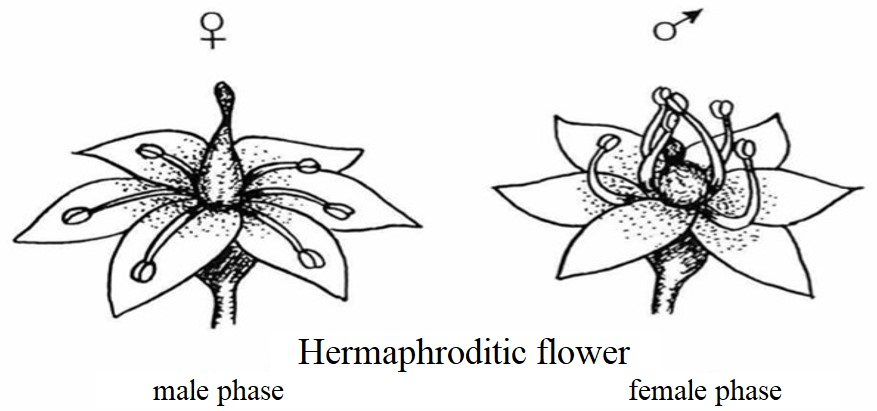 ♀ ♂
Hermaphroditic flower
male phase female phase